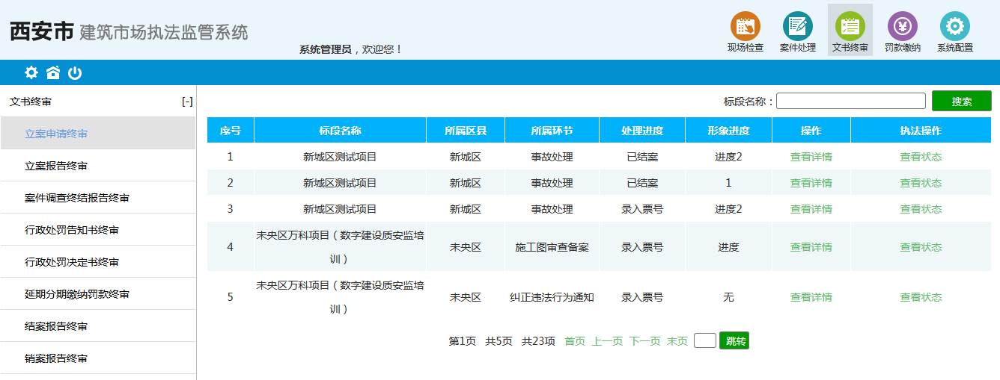 西安市 建筑市场执法监管系统
系统管理员，欢迎您！
现场检查 案件处理 文书终审 罚款缴纳 系统配置
文书终审 [-]
立案申请终审
立案报告终审
案件调查终结报告终审
行政处罚告知书终审
行政处罚决定书终审
延期分期缴纳罚款终审
结案报告终审
销案报告终审
标段名称： 搜索
序号 标段名称 所属区县 所属环节 处理进度 形象进度 操作 执法操作
1 新城区测试项目 新城区 事故处理 已结案 进度2 查看详情 查看状态
2 新城区测试项目 新城区 事故处理 已结案 1 查看详情 查看状态
3 新城区测试项目 新城区 事故处理 录入票号 进度2 查看详情 查看状态
4 未央区万科项目（数字建设质安监培
训） 未央区 施工图审查备案 录入票号 进度 查看详情 查看状态
5 未央区万科项目（数字建设质安监培
训） 未央区 纠正违法行为通知 录入票号 无 查看详情 查看状态
第1页 共5页 共23项 首页 上一页 下一页 末页 跳转